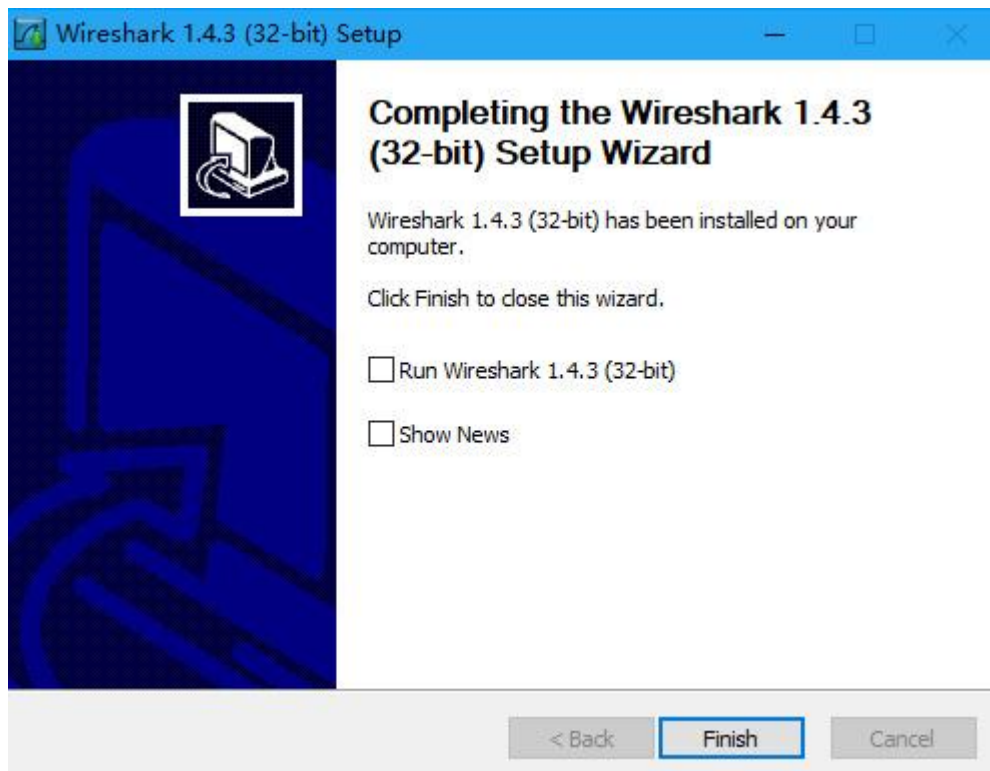 Wireshark 1.4.3 (32-bit) Setup
Completing the Wireshark 1.4.3
(32-bit) Setup Wizard
Wireshark 1.4.3 (32-bit) has been installed on your
computer.
Click Finish to close this wizard.
Run Wireshark 1.4.3 (32-bit)
Show News
< Back Finish Cancel